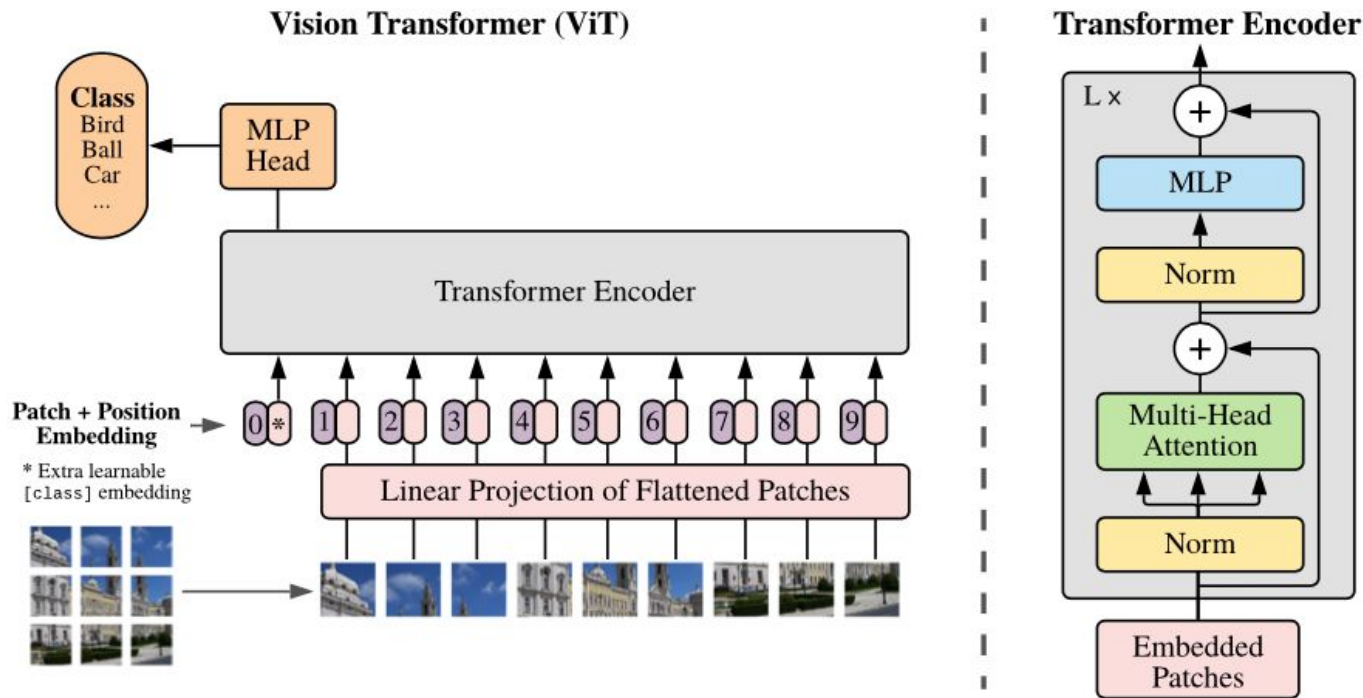 Vision Transformer (ViT)
Class
Bird
Ball
Car
...
MLP
Head
Transformer Encoder
Patch + Position
Embedding
* Extra learnable
[class] embedding
0 * 1 2 3 4 5 6 7 8 9
Linear Projection of Flattened Patches
Transformer Encoder
L ×
+
MLP
Norm
+
Multi-Head
Attention
Norm
Embedded
Patches